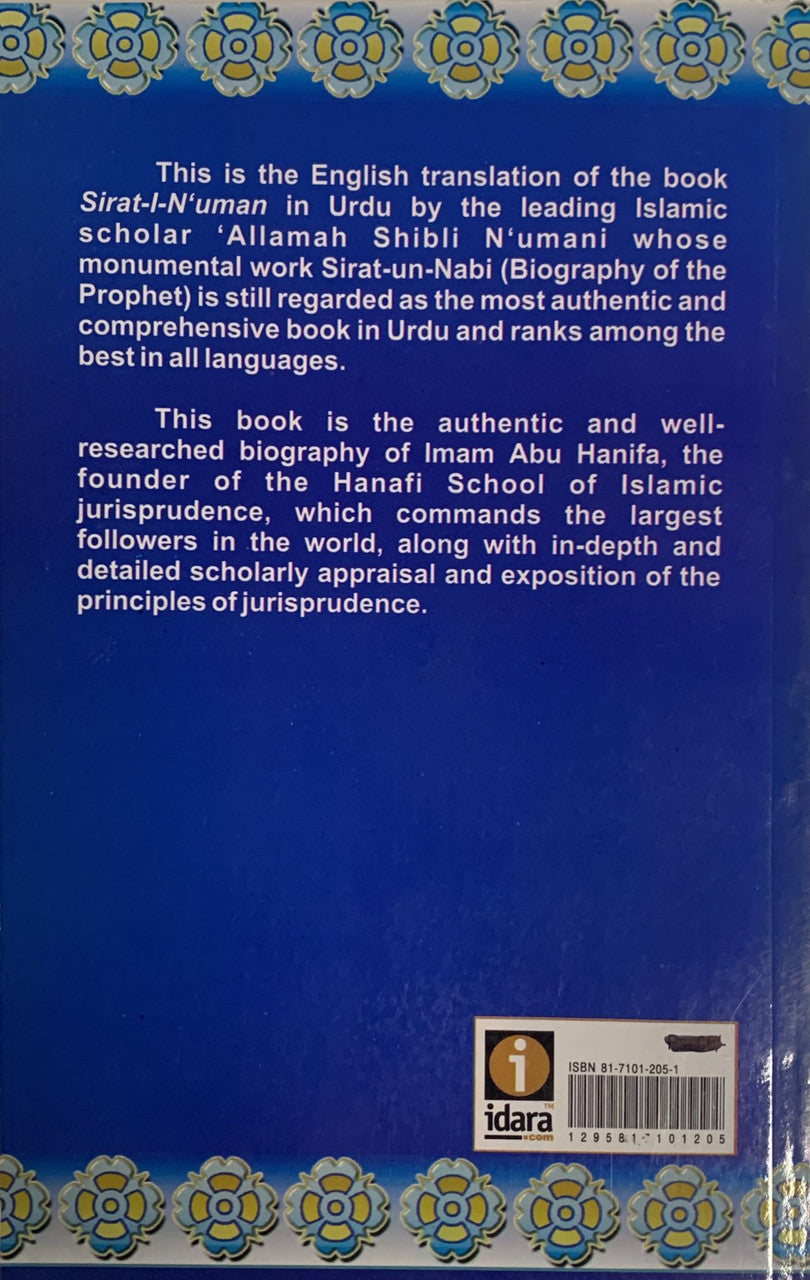 This is the English translation of the book
Sirat-I-N‘uman in Urdu by the leading Islamic
scholar ‘Allamah Shibli N‘umani whose
monumental work Sirat-un-Nabi (Biography of the
Prophet) is still regarded as the most authentic and
comprehensive book in Urdu and ranks among the
best in all languages.
This book is the authentic and well-
researched biography of Imam Abu Hanifa, the
founder of the Hanafi School of Islamic
jurisprudence, which commands the largest
followers in the world, along with in-depth and
detailed scholarly appraisal and exposition of the
principles of jurisprudence.
i
idara™
.com
ISBN 81-7101-205-1
101205